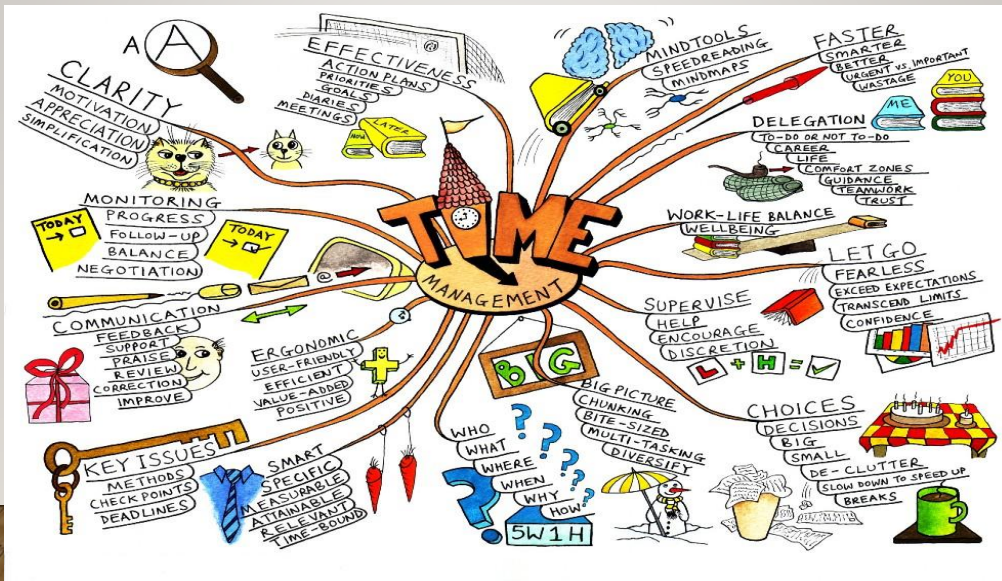 A
A
CLARITY
MOTIVATION
APPRECIATION
SIMPLIFICATION
EFFECTIVENESS
ACTION PLANS
PRIORITIES
GOALS
DIARIES
MEETINGS
NOW
LATER
MINDTOOLS
SPEEDREADING
MINDMAPS
FASTER
SMARTER
BETTER
URGENT VS. IMPORTANT
WASTAGE
ME
YOU
DELEGATION
TO-DO OR NOT TO-DO
CAREER
LIFE
COMFORT ZONES
GUIDANCE
TEAMWORK
TRUST
MONITORING
PROGRESS
FOLLOW-UP
BALANCE
NEGOTIATION
TODAY
TODAY
@
TIME
MANAGEMENT
WORK-LIFE BALANCE
WELLBEING
LET GO
FEARLESS
EXCEED EXPECTATIONS
TRANSCEND LIMITS
CONFIDENCE
COMMUNICATION
FEEDBACK
SUPPORT
PRAISE
REVIEW
CORRECTION
IMPROVE
ERGONOMIC
USER-FRIENDLY
EFFICIENT
VALUE-ADDED
POSITIVE
SUPERVISE
HELP
ENCOURAGE
DISCRETION
L + H =
BIG
BIG PICTURE
CHUNKING
BITE-SIZED
MULTI-TASKING
DIVERSIFY
CHOICES
DECISIONS
BIG
SMALL
DE-CLUTTER
SLOW DOWN TO SPEED UP
BREAKS
KEY ISSUES
METHODS
CHECKPOINTS
DEADLINES
SMART
SPECIFIC
MEASURABLE
ATTAINABLE
RELEVANT
TIME BOUND
WHO
WHAT
WHERE
WHEN
WHY
HOW
? ? ? ? ? ? ?
5W1H